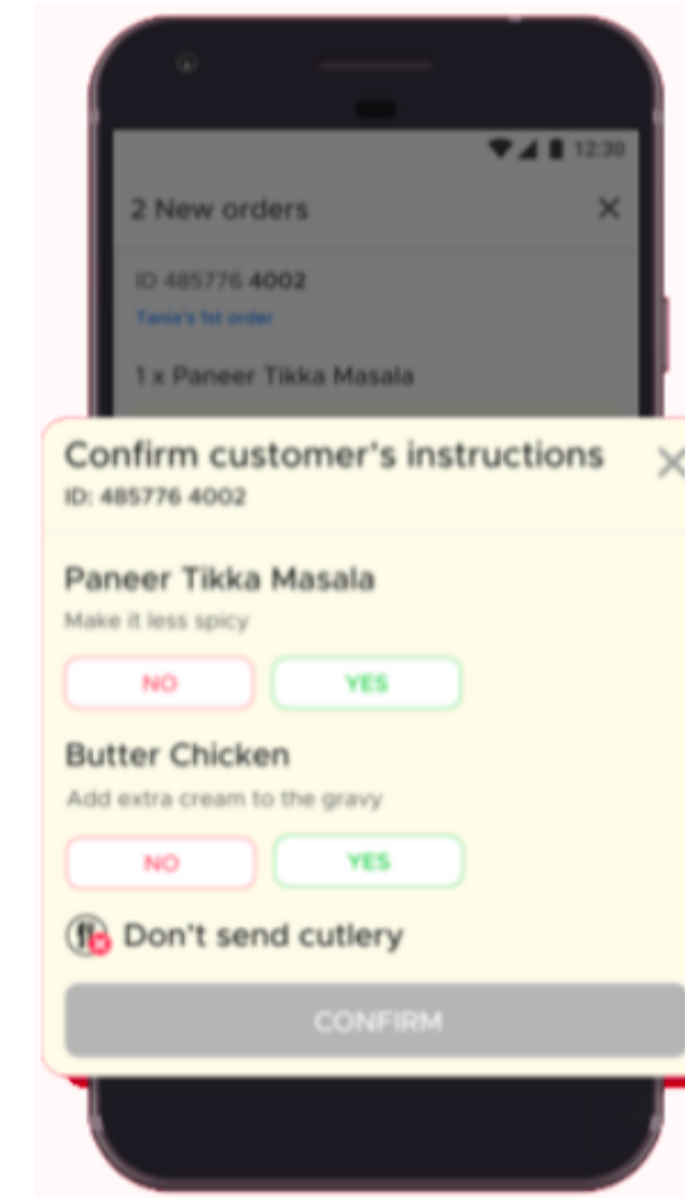 12:30
2 New orders
ID 485776 4002
Tania's 1st order
1 x Paneer Tikka Masala
Confirm customer's instructions
ID: 485776 4002
Paneer Tikka Masala
Make it less spicy
NO YES
Butter Chicken
Add extra cream to the gravy
NO YES
Don't send cutlery
CONFIRM